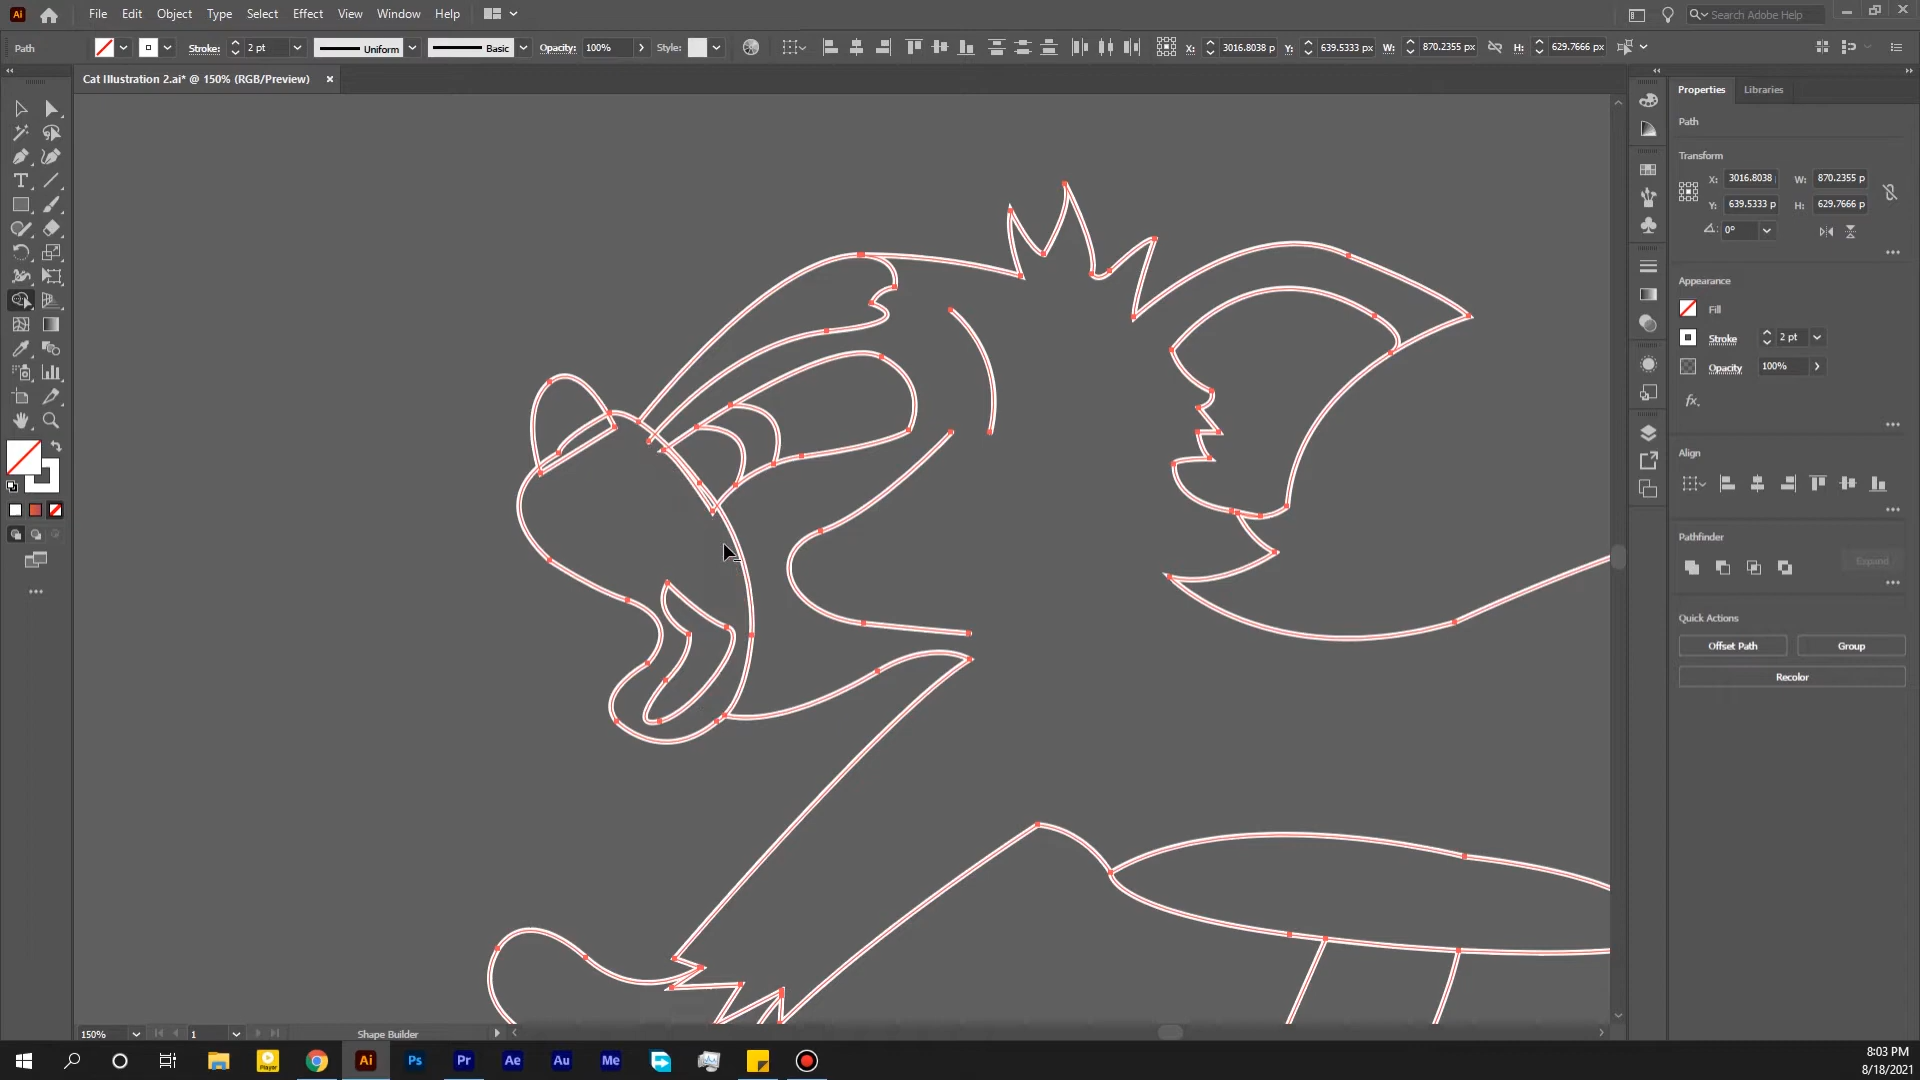 Ai File Edit Object Type Select Effect View Window Help Search Adobe Help
Path Stroke: 2 pt Uniform Basic Opacity: 100% Style: X: 3016.8038 p Y: 639.5333 px W: 870.2355 px H: 629.7666 px
Cat Illustration 2.ai* @ 150% (RGB/Preview) ×
Properties Libraries
Path
Transform
X: 3016.8038 W: 870.2355 p
Y: 639.5333 p H: 629.7666 p
0°
Appearance
Fill
Stroke 2 pt
Opacity 100%
fx.
Align
Pathfinder
Expand
Quick Actions
Offset Path Group
Recolor
150% 1 Shape Builder
Player Ai Ps Pr Ae Au Me
8:03 PM
8/18/2021